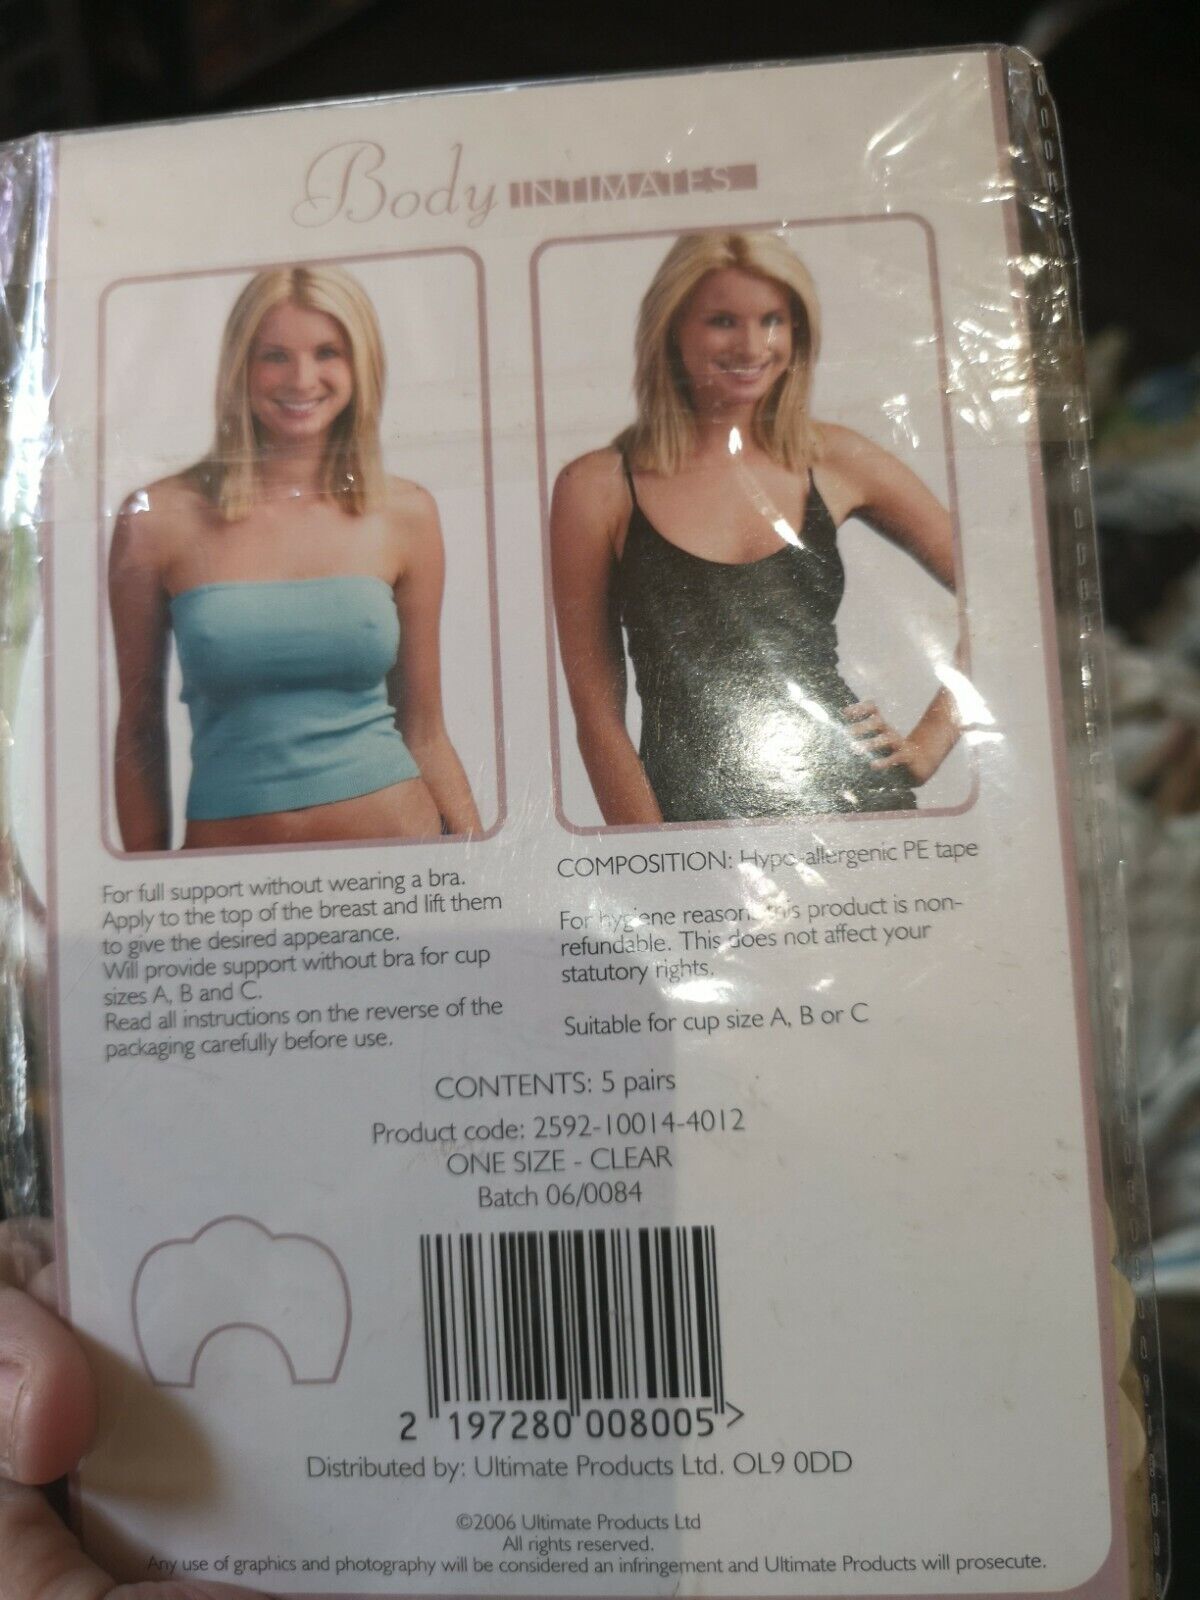 Body INTIMATES
For full support without wearing a bra.
Apply to the top of the breast and lift them
to give the desired appearance.
Will provide support without bra for cup
sizes A, B and C.
Read all instructions on the reverse of the
packaging carefully before use.
COMPOSITION: Hypo-allergenic PE tape
For hygiene reasons this product is non-
refundable. This does not affect your
statutory rights.
Suitable for cup size A, B or C
CONTENTS: 5 pairs
Product code: 2592-10014-4012
ONE SIZE - CLEAR
Batch 06/0084
2 197280 008005 >
Distributed by: Ultimate Products Ltd. OL9 0DD
©2006 Ultimate Products Ltd
All rights reserved.
Any use of graphics and photography will be considered an infringement and Ultimate Products will prosecute.